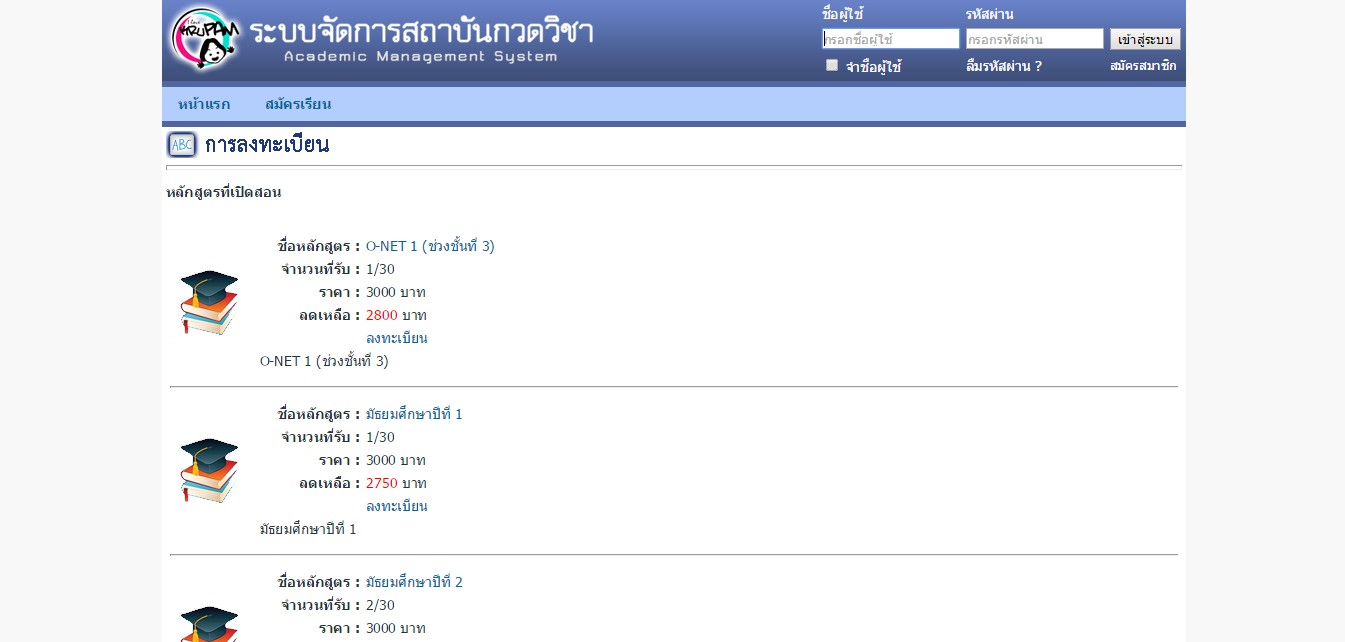 I am KRUPAM
ระบบจัดการสถาบันกวดวิชา
Academic Management System
ชื่อผู้ใช้ รหัสผ่าน
กรอกชื่อผู้ใช้ กรอกรหัสผ่าน เข้าสู่ระบบ
จำชื่อผู้ใช้ ลืมรหัสผ่าน ? สมัครสมาชิก
หน้าแรก สมัครเรียน
ABC การลงทะเบียน
หลักสูตรที่เปิดสอน
ชื่อหลักสูตร : O-NET 1 (ช่วงชั้นที่ 3)
จำนวนที่รับ : 1/30
ราคา : 3000 บาท
ลดเหลือ : 2800 บาท
ลงทะเบียน
O-NET 1 (ช่วงชั้นที่ 3)
ชื่อหลักสูตร : มัธยมศึกษาปีที่ 1
จำนวนที่รับ : 1/30
ราคา : 3000 บาท
ลดเหลือ : 2750 บาท
ลงทะเบียน
มัธยมศึกษาปีที่ 1
ชื่อหลักสูตร : มัธยมศึกษาปีที่ 2
จำนวนที่รับ : 2/30
ราคา : 3000 บาท